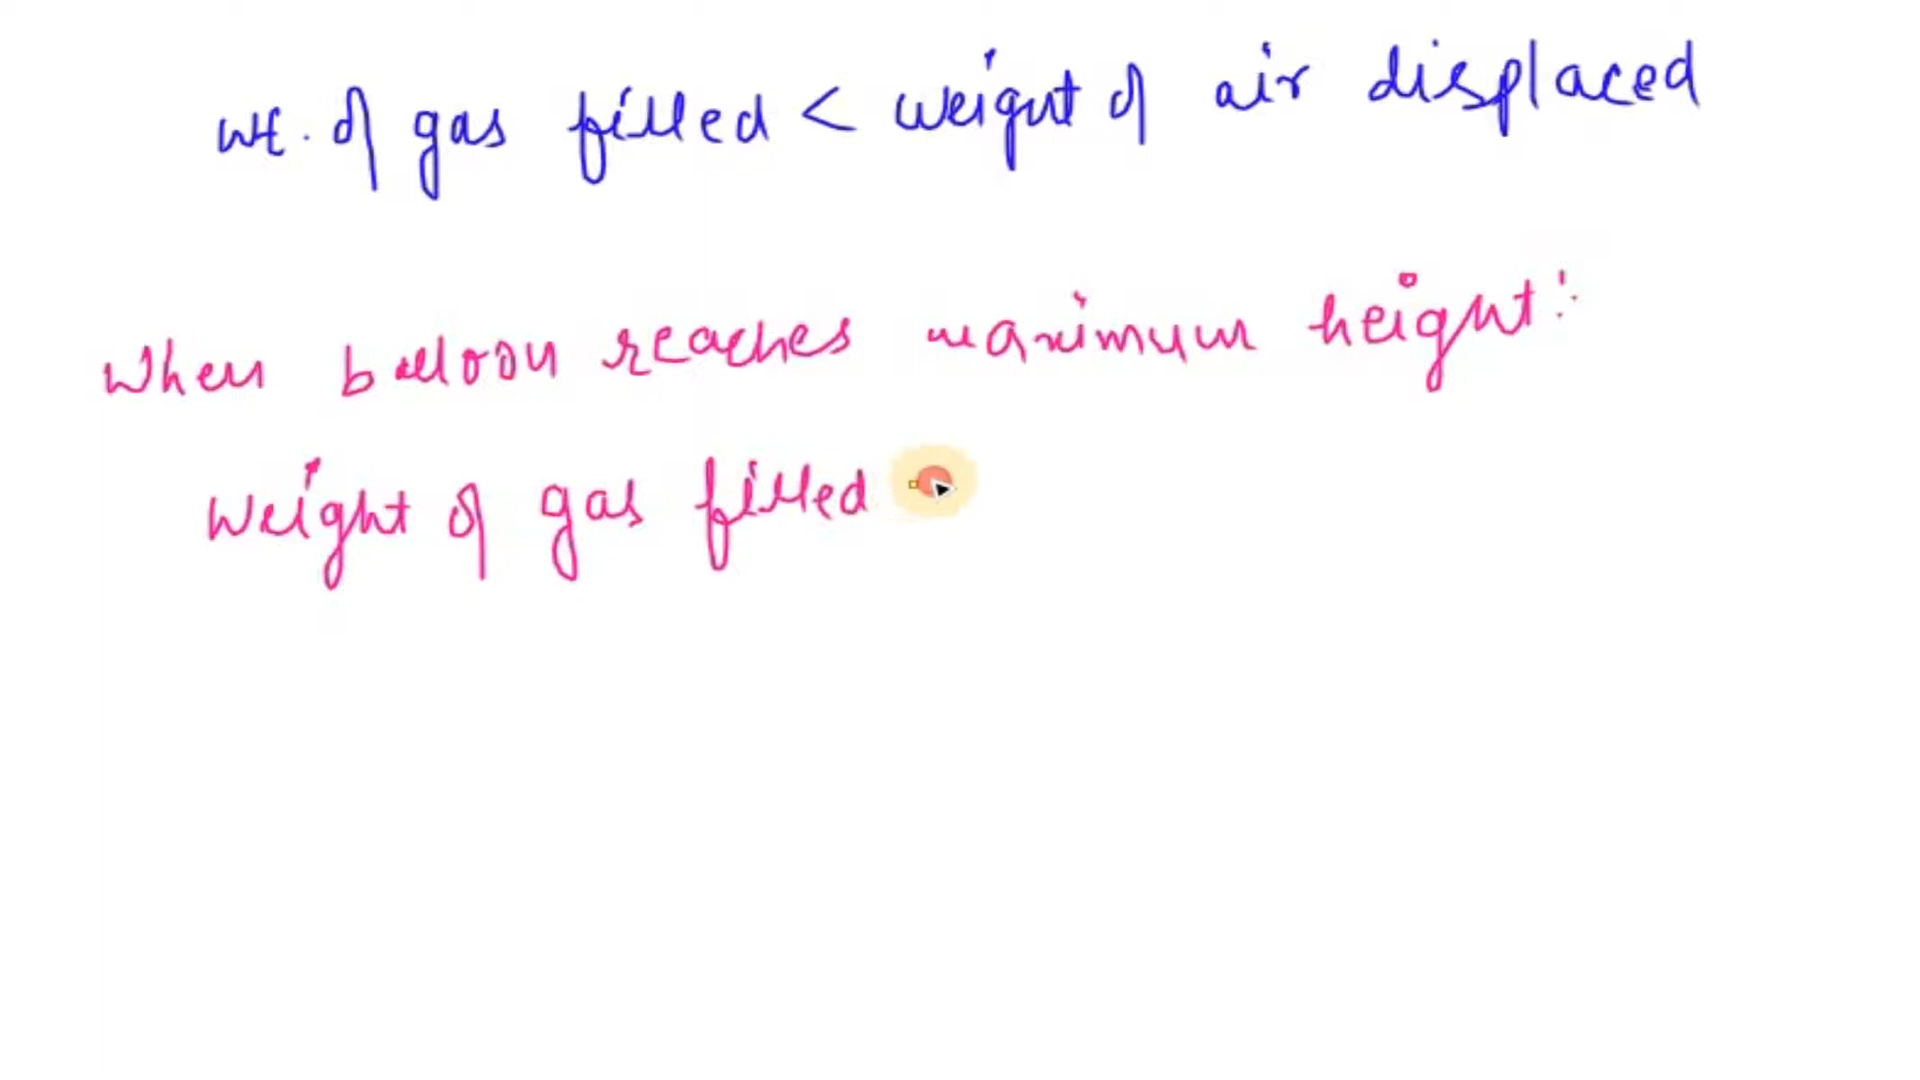 wt. of gas filled < weight of air displaced
When balloon reaches maximum height:
Weight of gas filled